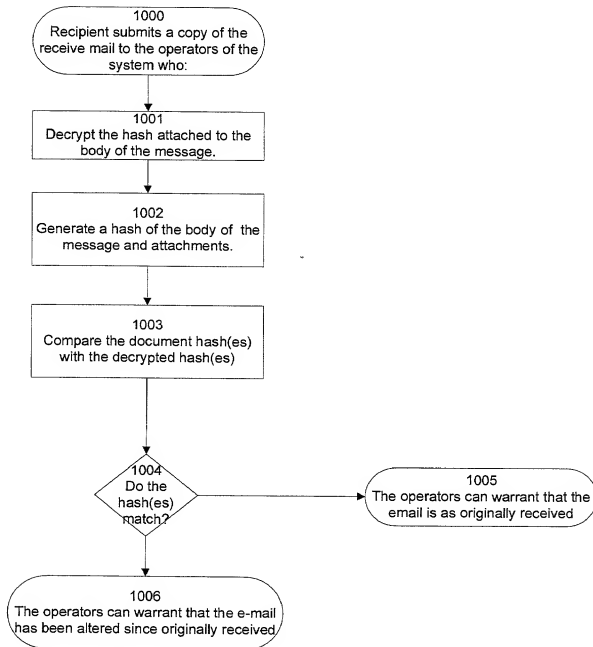 1000
Recipient submits a copy of the
receive mail to the operators of the
system who:
1001
Decrypt the hash attached to the
body of the message.
1002
Generate a hash of the body of the
message and attachments.
1003
Compare the document hash(es)
with the decrypted hash(es)
1004
Do the
hash(es)
match?
1005
The operators can warrant that the
email is as originally received
1006
The operators can warrant that the e-mail
has been altered since originally received